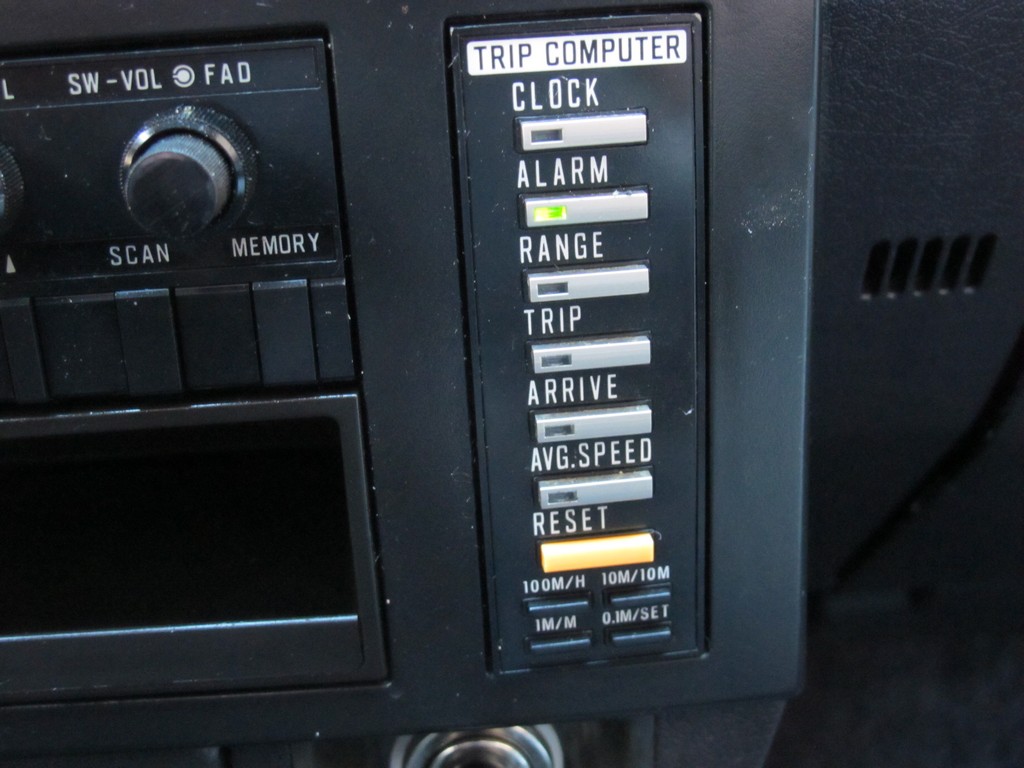 L SW-VOL FAD
SCAN MEMORY
TRIP COMPUTER
CLOCK
ALARM
RANGE
TRIP
ARRIVE
AVG.SPEED
RESET
100M/H 10M/10M
1M/M 0.1M/SET